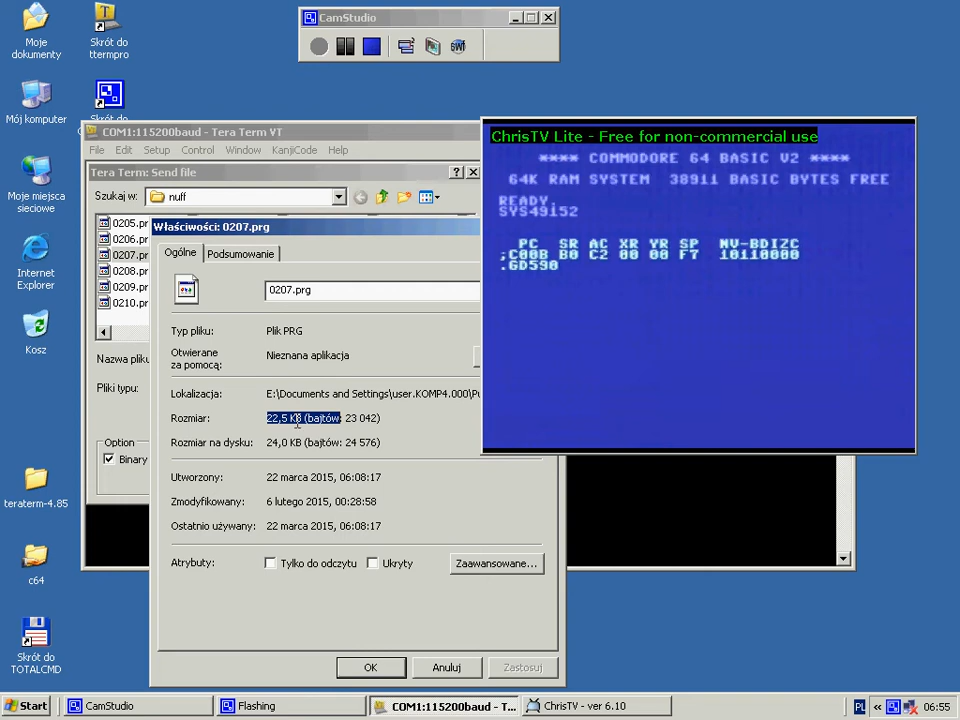 Moje
dokumenty
Skrót do
ttermpro
Mój komputer
Skrót do
Moje miejsca
sieciowe
Internet
Explorer
Kosz
teraterm-4.85
c64
Skrót do
TOTALCMD
CamStudio
swf
COM1:115200baud - Tera Term VT
File Edit Setup Control Window KanjiCode Help
Tera Term: Send file
Szukaj w: nuff
0205.pr
0206.pr
0207.pr
0208.pr
0209.pr
0210.pr
Nazwa pliku
Pliki typu:
Option
Binary
Właściwości: 0207.prg
Ogólne Podsumowanie
0207.prg
Typ pliku: Plik PRG
Otwierane
za pomocą: Nieznana aplikacja
Lokalizacja: E:\Documents and Settings\user.KOMP4.000\Pu
Rozmiar: 22,5 KB (bajtów: 23 042)
Rozmiar na dysku: 24,0 KB (bajtów: 24 576)
Utworzony: 22 marca 2015, 06:08:17
Zmodyfikowany: 6 lutego 2015, 00:28:58
Ostatnio używany: 22 marca 2015, 06:08:17
Atrybuty: Tylko do odczytu Ukryty Zaawansowane...
OK Anuluj Zastosuj
ChrisTV Lite - Free for non-commercial use
**** COMMODORE 64 BASIC V2 ****
64K RAM SYSTEM 38911 BASIC BYTES FREE
READY.
SYS49152
PC SR AC XR YR SP NV-BDIZC
;C00B B0 C2 00 00 F7 10110000
.GD590
Start CamStudio Flashing COM1:115200baud - T... ChrisTV - ver 6.10 PL « 06:55